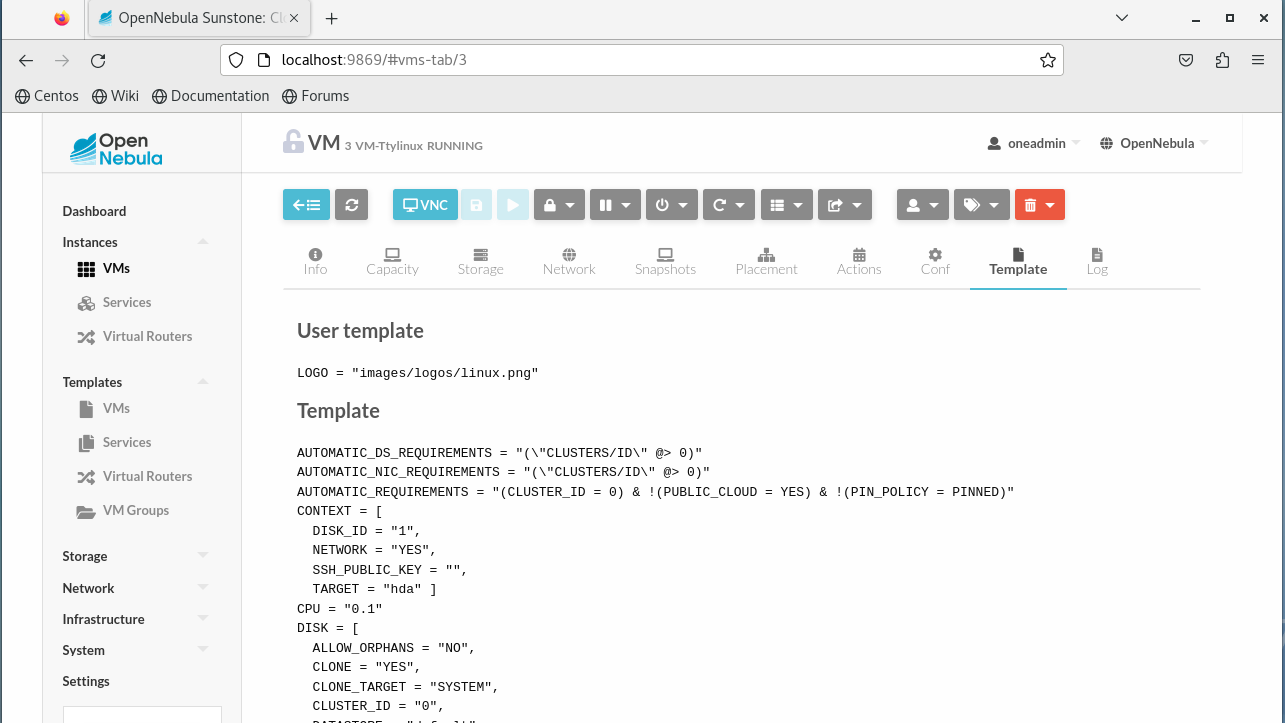 OpenNebula Sunstone: Clo
localhost:9869/#vms-tab/3
Centos Wiki Documentation Forums
Open
Nebula
VM 3 VM-Ttylinux RUNNING
oneadmin OpenNebula
VNC
Dashboard
Instances
VMs
Services
Virtual Routers
Templates
VMs
Services
Virtual Routers
VM Groups
Storage
Network
Infrastructure
System
Settings
Info Capacity Storage Network Snapshots Placement Actions Conf Template Log
User template
LOGO = "images/logos/linux.png"
Template
AUTOMATIC_DS_REQUIREMENTS = "(\"CLUSTERS/ID\" @> 0)"
AUTOMATIC_NIC_REQUIREMENTS = "(\"CLUSTERS/ID\" @> 0)"
AUTOMATIC_REQUIREMENTS = "(CLUSTER_ID = 0) & !(PUBLIC_CLOUD = YES) & !(PIN_POLICY = PINNED)"
CONTEXT = [
DISK_ID = "1",
NETWORK = "YES",
SSH_PUBLIC_KEY = "",
TARGET = "hda" ]
CPU = "0.1"
DISK = [
ALLOW_ORPHANS = "NO",
CLONE = "YES",
CLONE_TARGET = "SYSTEM",
CLUSTER_ID = "0",